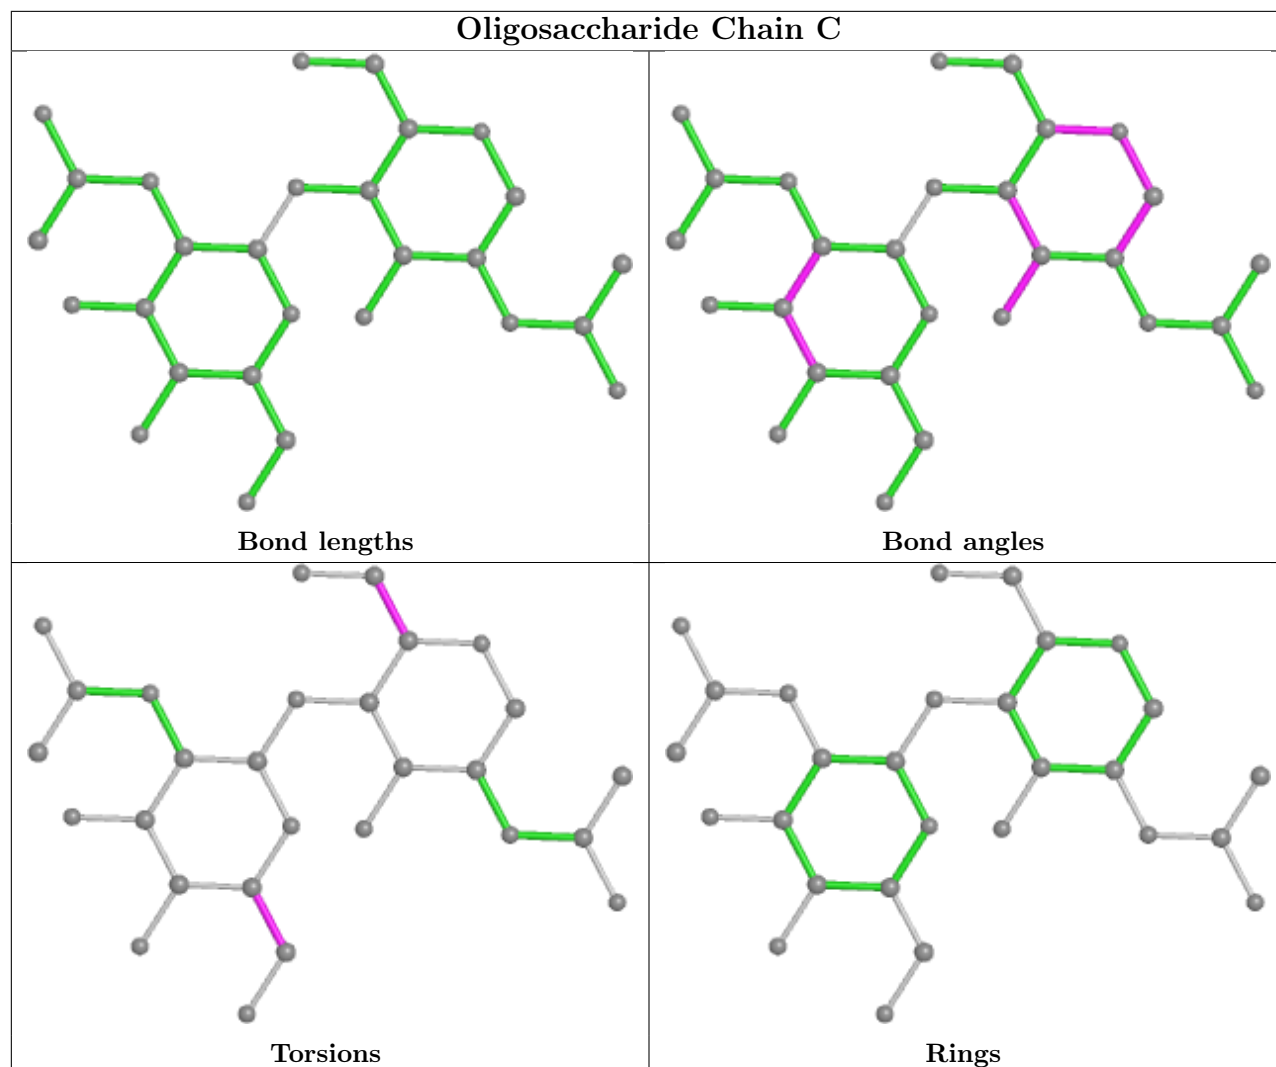 Oligosaccharide Chain C
Bond lengths
Bond angles
Torsions
Rings